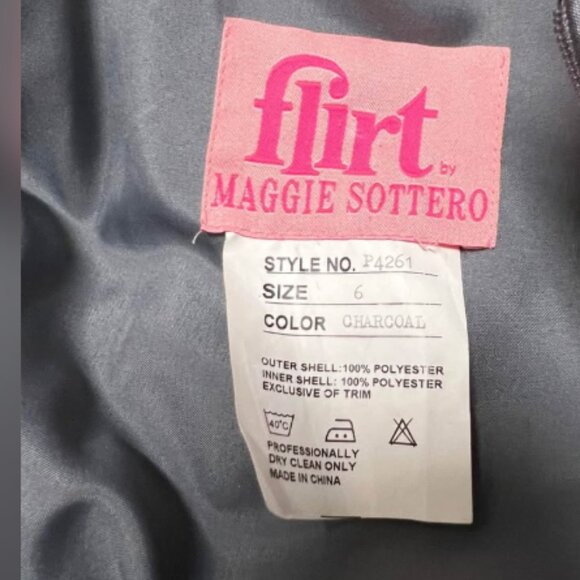 flirt
by
MAGGIE SOTTERO
STYLE NO. P4261
SIZE 6
COLOR CHARCOAL
OUTER SHELL:100% POLYESTER
INNER SHELL: 100% POLYESTER
EXCLUSIVE OF TRIM
40°C
PROFESSIONALLY
DRY CLEAN ONLY
MADE IN CHINA